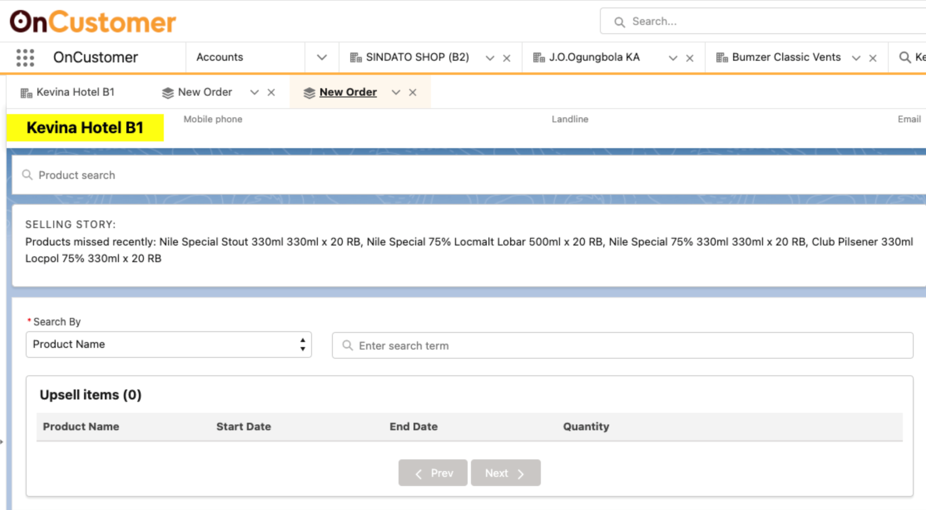 OnCustomer
Search...
OnCustomer
Accounts
SINDATO SHOP (B2)
J.O.Ogungbola KA
Bumzer Classic Vents
Ke
Kevina Hotel B1
New Order
New Order
Kevina Hotel B1
Mobile phone
Landline
Email
Product search
SELLING STORY:
Products missed recently: Nile Special Stout 330ml 330ml x 20 RB, Nile Special 75% Locmalt Lobar 500ml x 20 RB, Nile Special 75% 330ml 330ml x 20 RB, Club Pilsener 330ml
Locpol 75% 330ml x 20 RB
* Search By
Product Name
Enter search term
Upsell items (0)
Product Name
Start Date
End Date
Quantity
Prev
Next